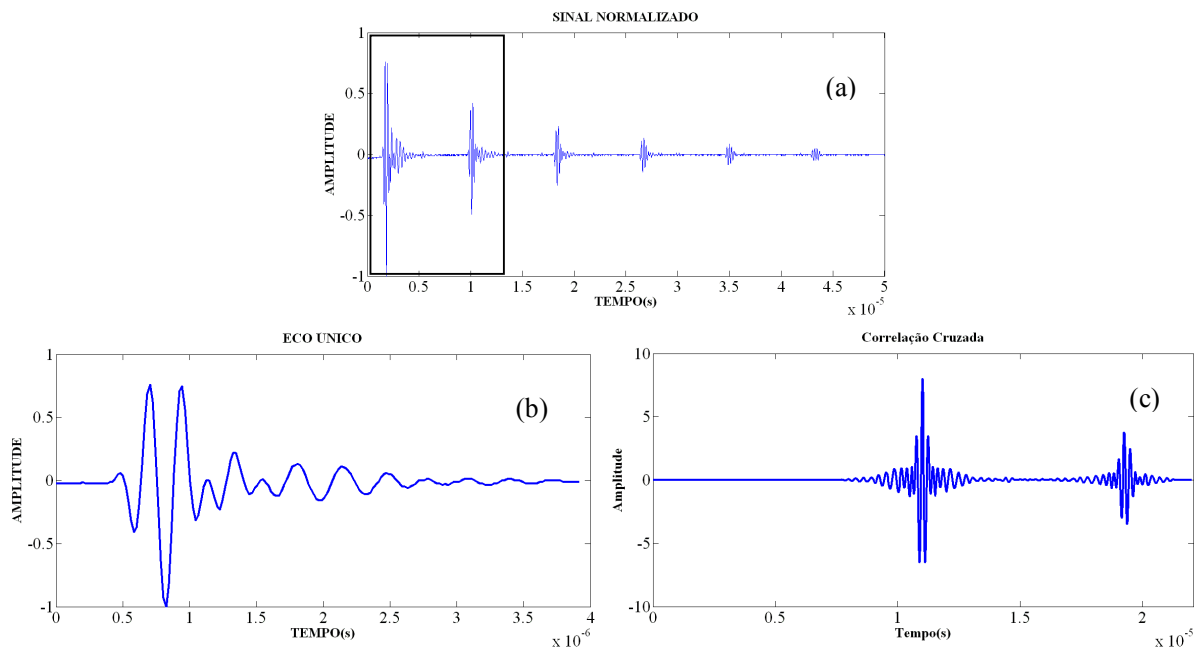 SINAL NORMALIZADO
(a)
AMPLITUDE
1
0.5
0
-0.5
-1
0 0.5 1 1.5 2 2.5 3 3.5 4 4.5 5
TEMPO(s)
x 10⁻⁵
ECO UNICO
(b)
AMPLITUDE
1
0.5
0
-0.5
-1
0 0.5 1 1.5 2 2.5 3 3.5 4
TEMPO(s)
x 10⁻⁶
Correlação Cruzada
(c)
Amplitude
10
5
0
-5
-10
0 0.5 1 1.5 2
Tempo(s)
x 10⁻⁵